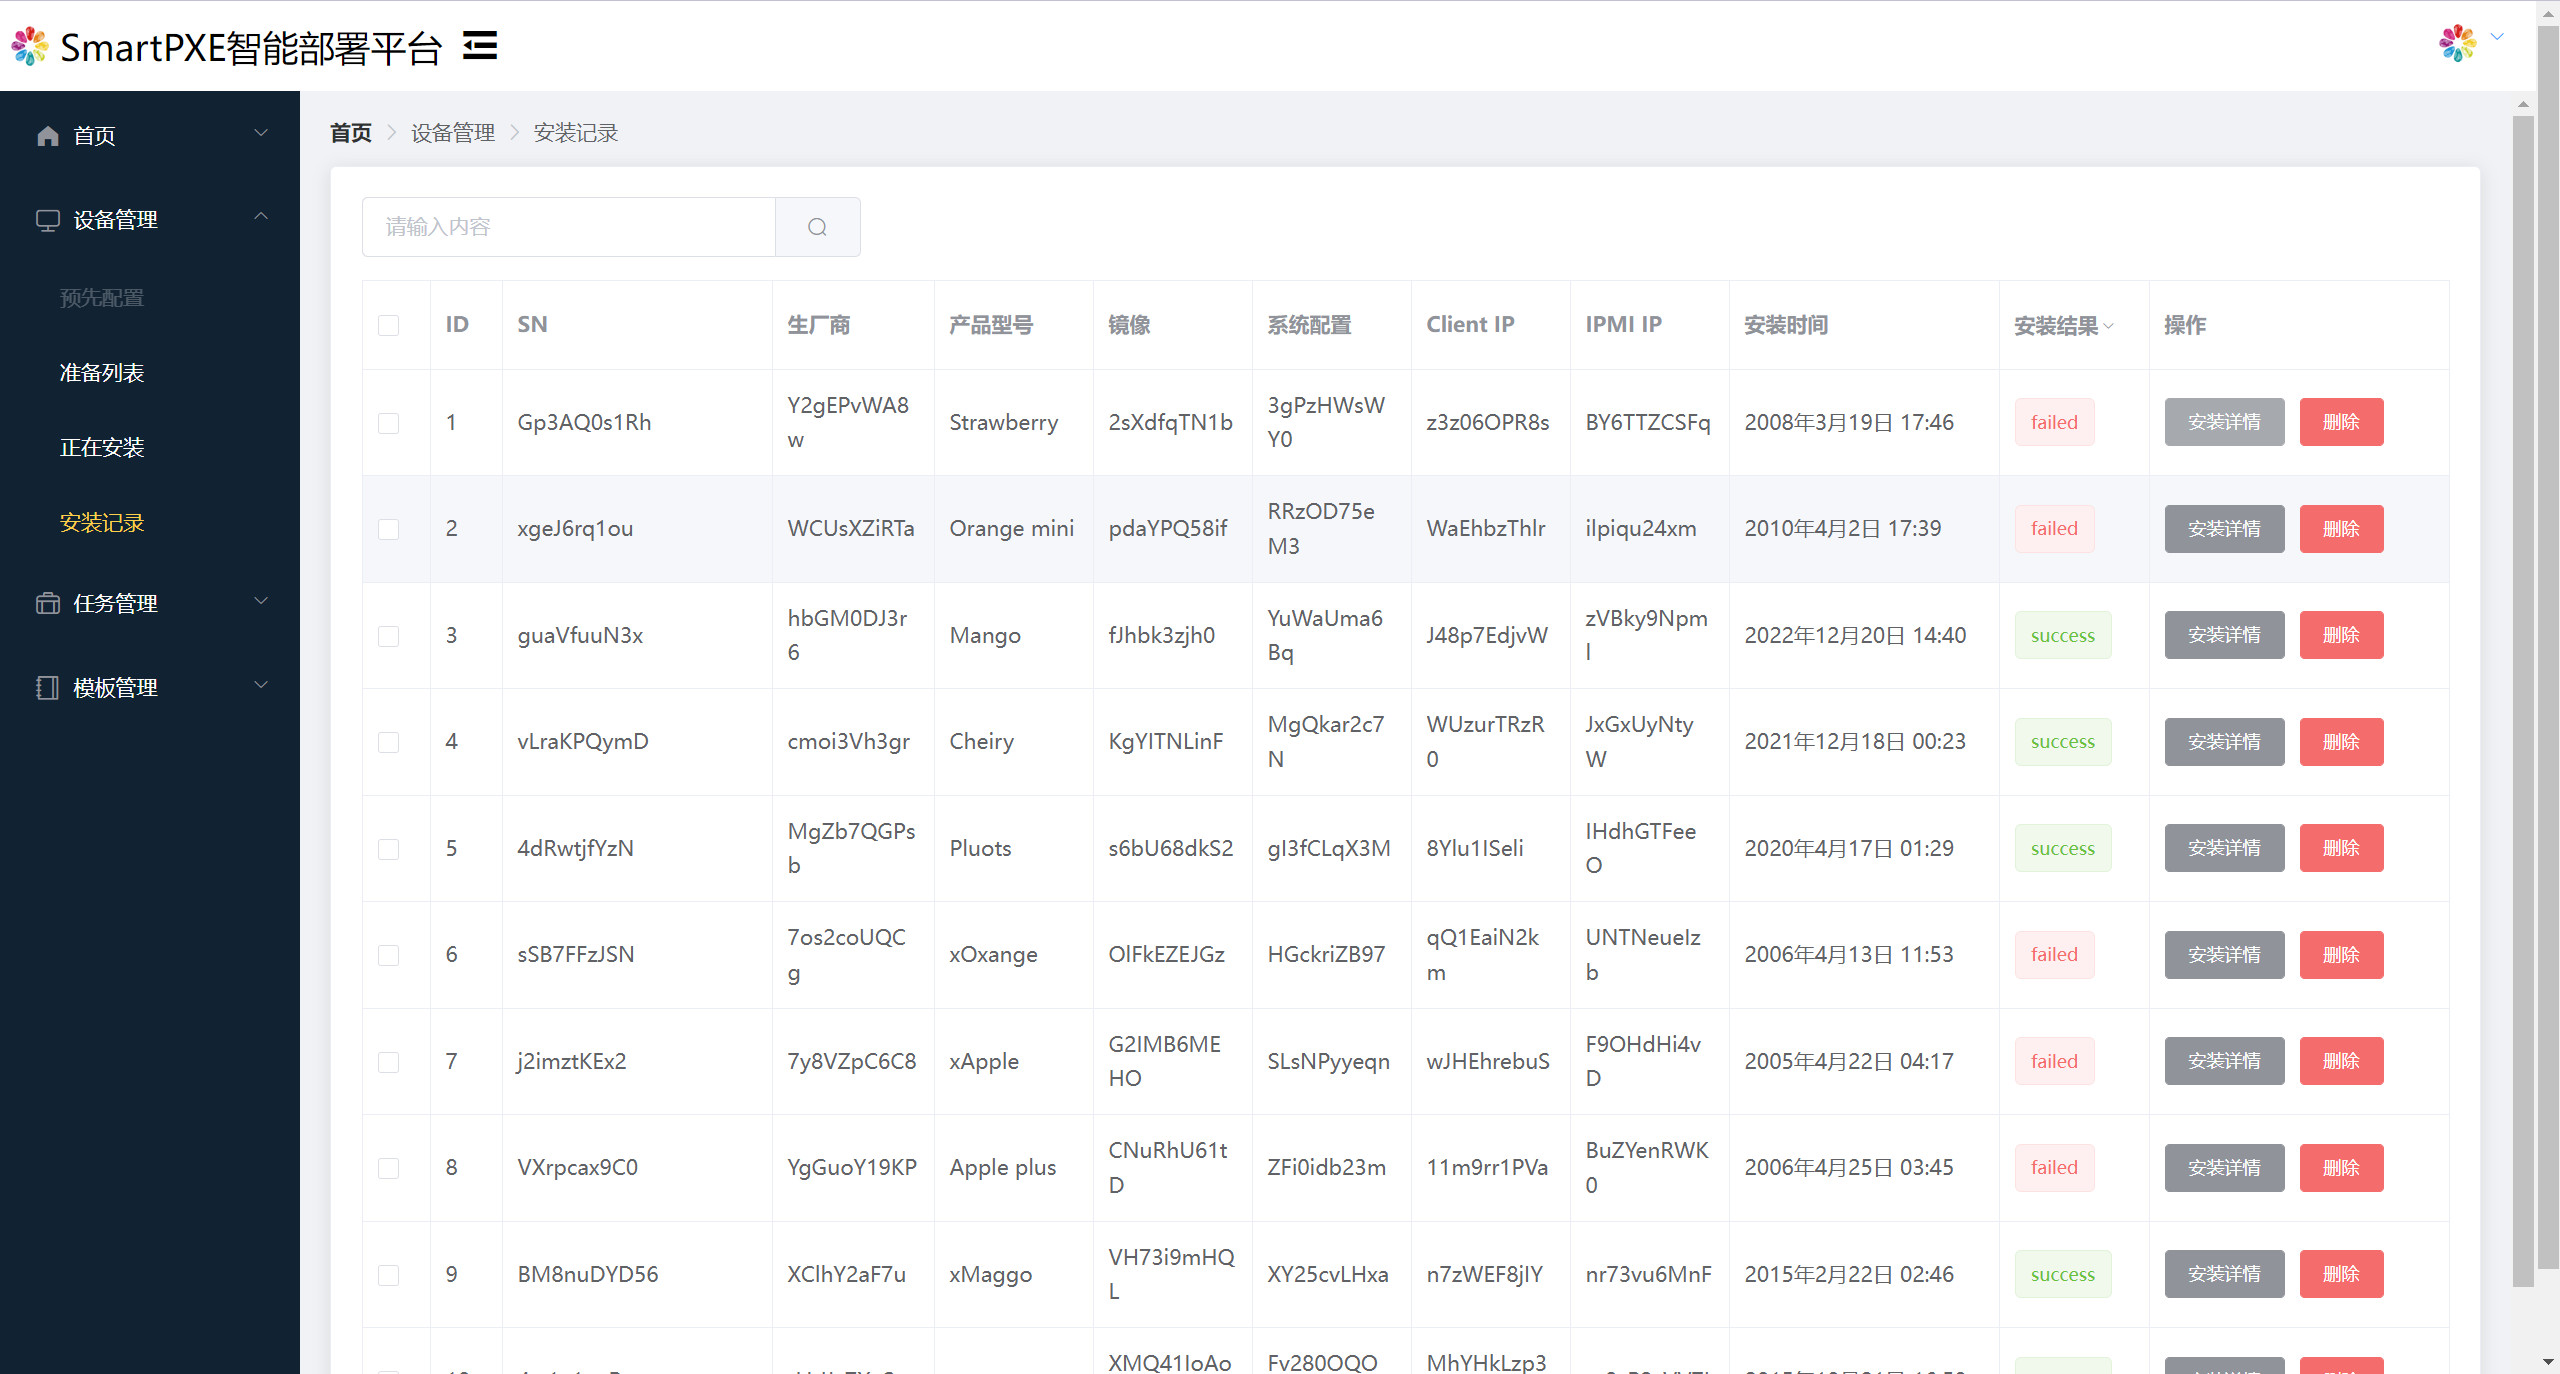 SmartPXE智能部署平台
首页
设备管理
预先配置
准备列表
正在安装
安装记录
任务管理
模板管理
首页 设备管理 安装记录
请输入内容
ID SN 生厂商 产品型号 镜像 系统配置 Client IP IPMI IP 安装时间 安装结果 操作
1 Gp3AQ0s1Rh Y2gEPvWA8w Strawberry 2sXdfqTN1b 3gPzHWsWY0 z3z06OPR8s BY6TTZCSFq 2008年3月19日 17:46 failed 安装详情 删除
2 xgeJ6rq1ou WCUsXZiRTa Orange mini pdaYPQ58if RRzOD75eM3 WaEhbzThlr ilpiqu24xm 2010年4月2日 17:39 failed 安装详情 删除
3 guaVfuuN3x hbGM0DJ3r6 Mango fJhbk3zjh0 YuWaUma6Bq J48p7EdjvW zVBky9Npml 2022年12月20日 14:40 success 安装详情 删除
4 vLraKPQymD cmoi3Vh3gr Cheiry KgYITNLinF MgQkar2c7N WUzurTRzR0 JxGxUyNtyW 2021年12月18日 00:23 success 安装详情 删除
5 4dRwtjfYzN MgZb7QGPsb Pluots s6bU68dkS2 gI3fCLqX3M 8Ylu1ISeli IHdhGTFeeO 2020年4月17日 01:29 success 安装详情 删除
6 sSB7FFzJSN 7os2coUQCg xOxange OlFkEZEJGz HGckriZB97 qQ1EaiN2km UNTNeueIzb 2006年4月13日 11:53 failed 安装详情 删除
7 j2imztKEx2 7y8VZpC6C8 xApple G2IMB6MEHO SLsNPyyeqn wJHEhrebuS F9OHdHi4vD 2005年4月22日 04:17 failed 安装详情 删除
8 VXrpcax9C0 YgGuoY19KP Apple plus CNuRhU61tD ZFi0idb23m 11m9rr1PVa BuZYenRWK0 2006年4月25日 03:45 failed 安装详情 删除
9 BM8nuDYD56 XClhY2aF7u xMaggo VH73i9mHQL XY25cvLHxa n7zWEF8jIY nr73vu6MnF 2015年2月22日 02:46 success 安装详情 删除
XMQ41IoAo Fv280OQO MhYHkLzp3